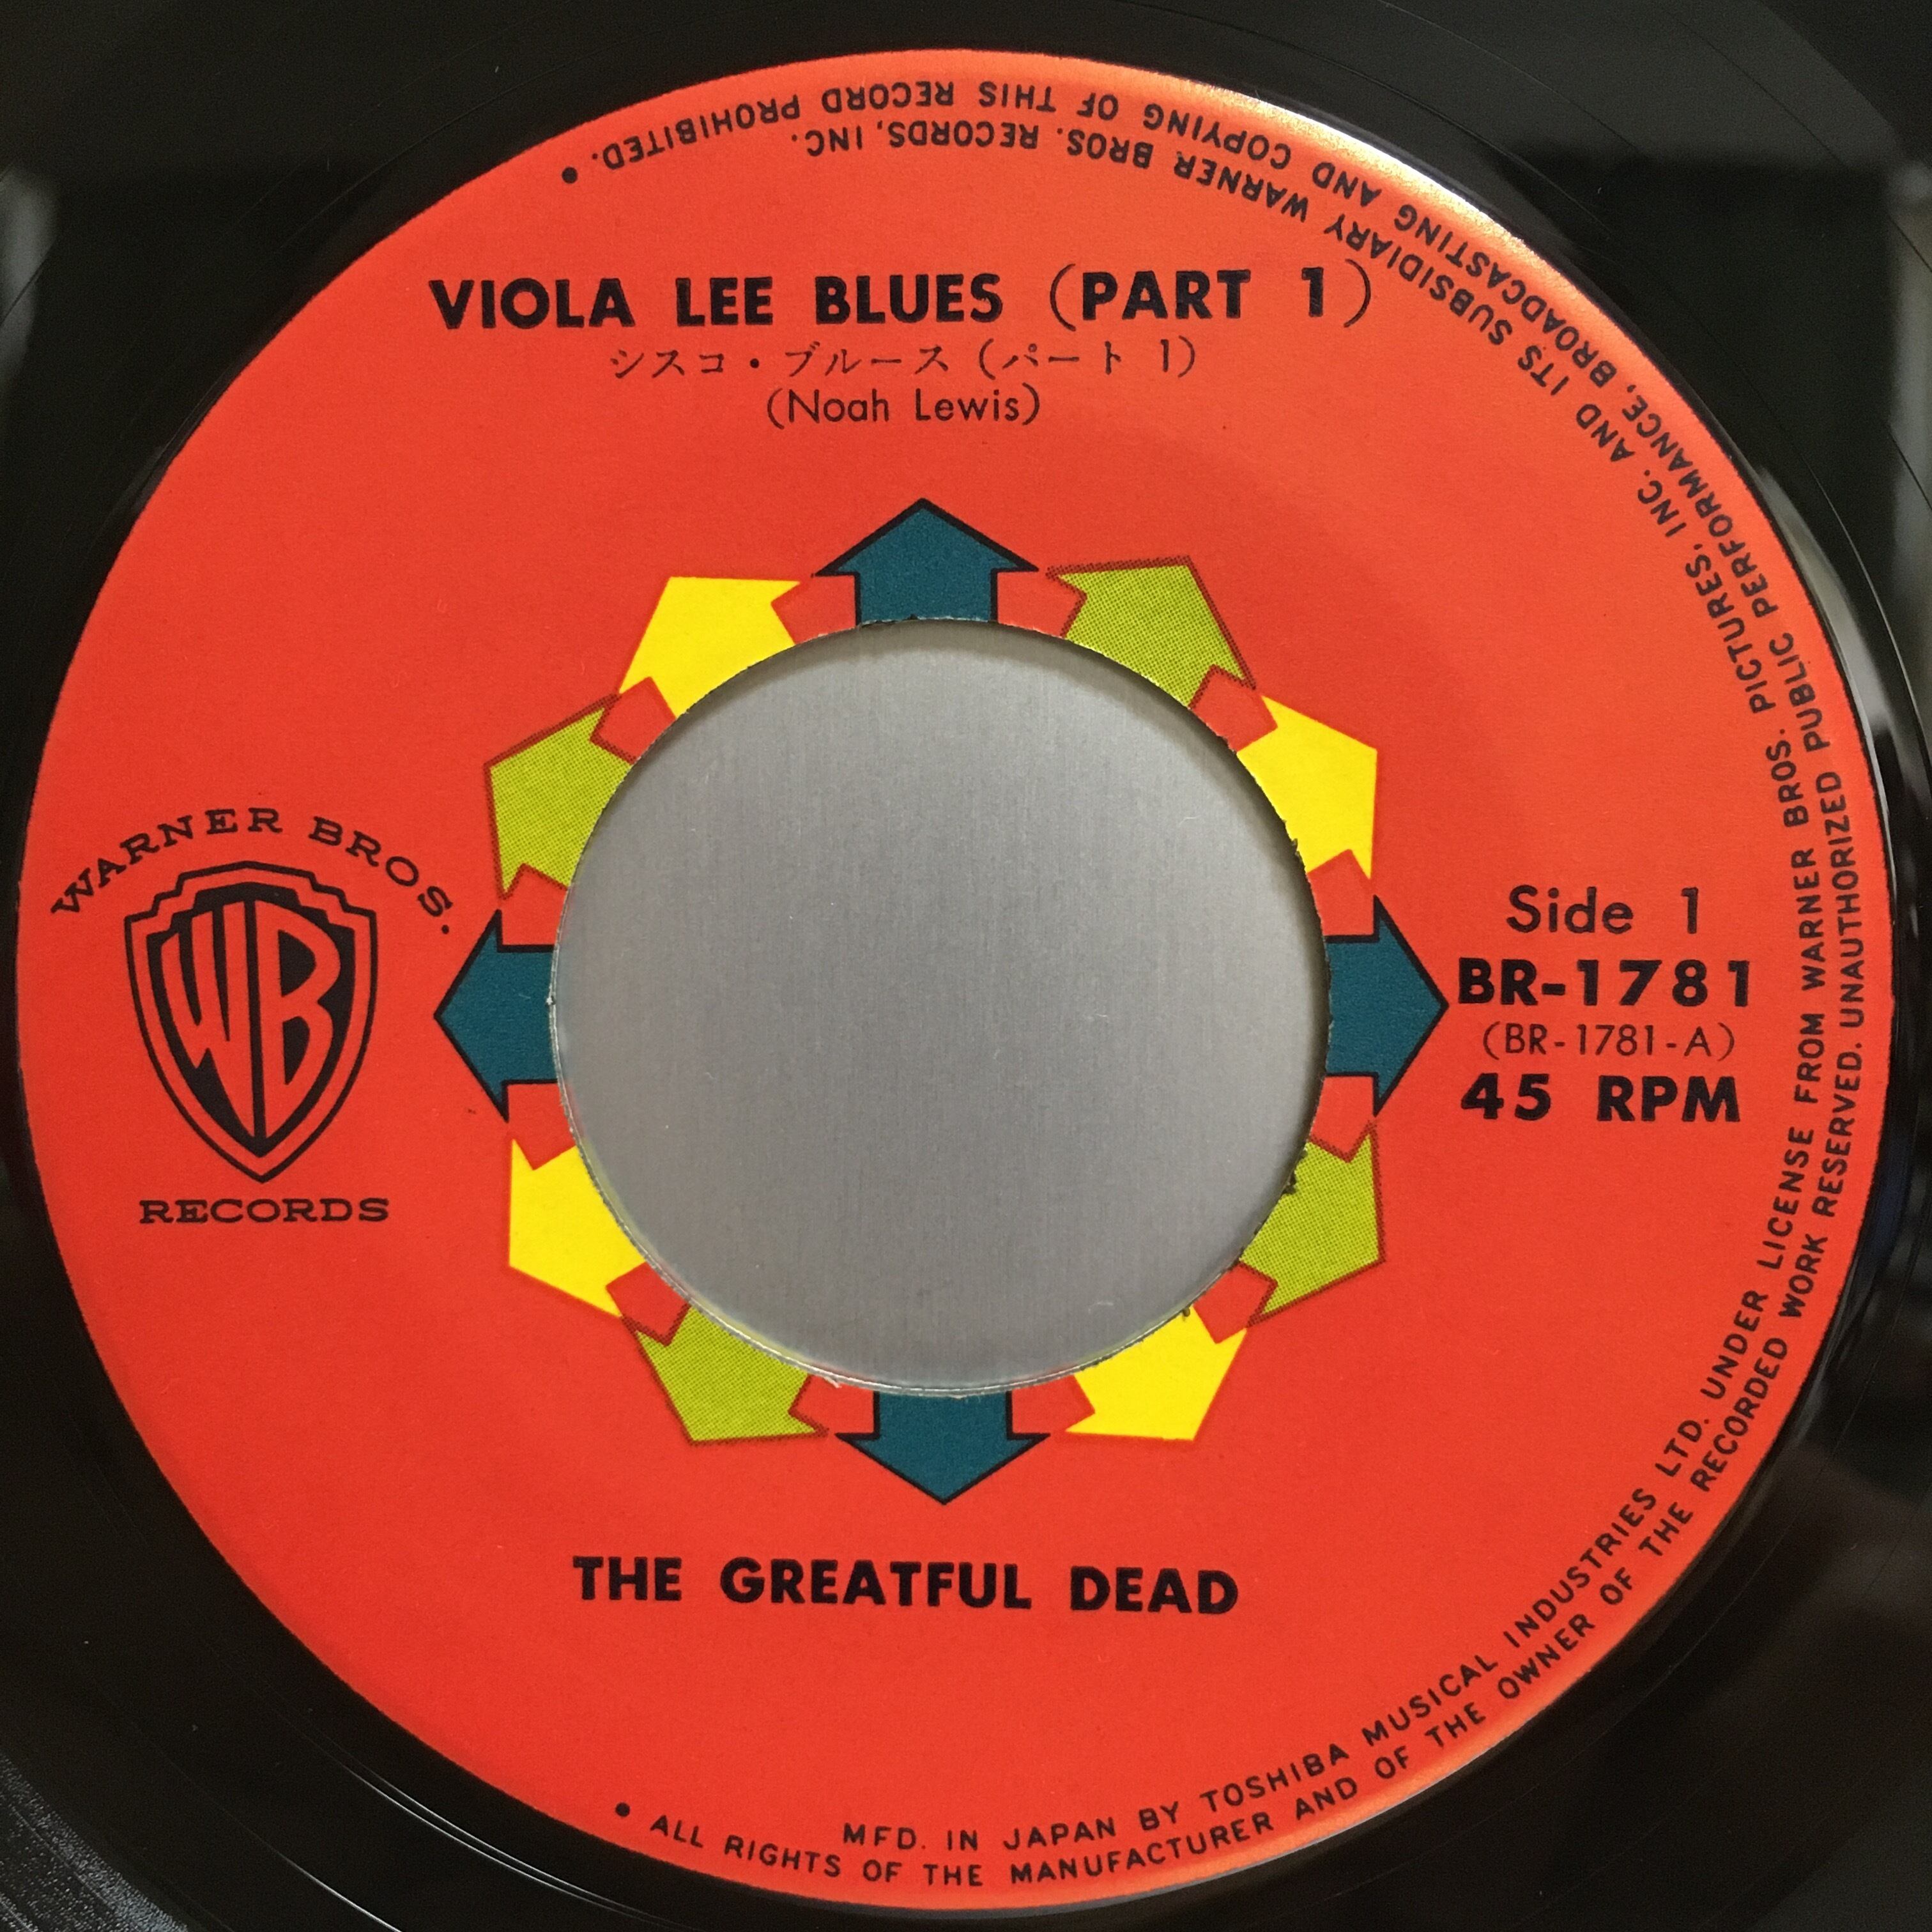 VIOLA LEE BLUES (PART 1)
シスコ・ブルース (パート 1)
(Noah Lewis)
WARNER BROS.
WB
RECORDS
Side 1
BR-1781
(BR-1781-A)
45 RPM
THE GREATFUL DEAD
MFD. IN JAPAN BY TOSHIBA MUSICAL INDUSTRIES LTD. UNDER LICENSE FROM WARNER BROS. PICTURES, INC. AND ITS SUBSIDIARY WARNER BROS. RECORDS, INC.
• ALL RIGHTS OF THE MANUFACTURER AND OF THE OWNER OF THE RECORDED WORK RESERVED. UNAUTHORIZED PUBLIC PERFORMANCE, BROADCASTING AND COPYING OF THIS RECORD PROHIBITED. •